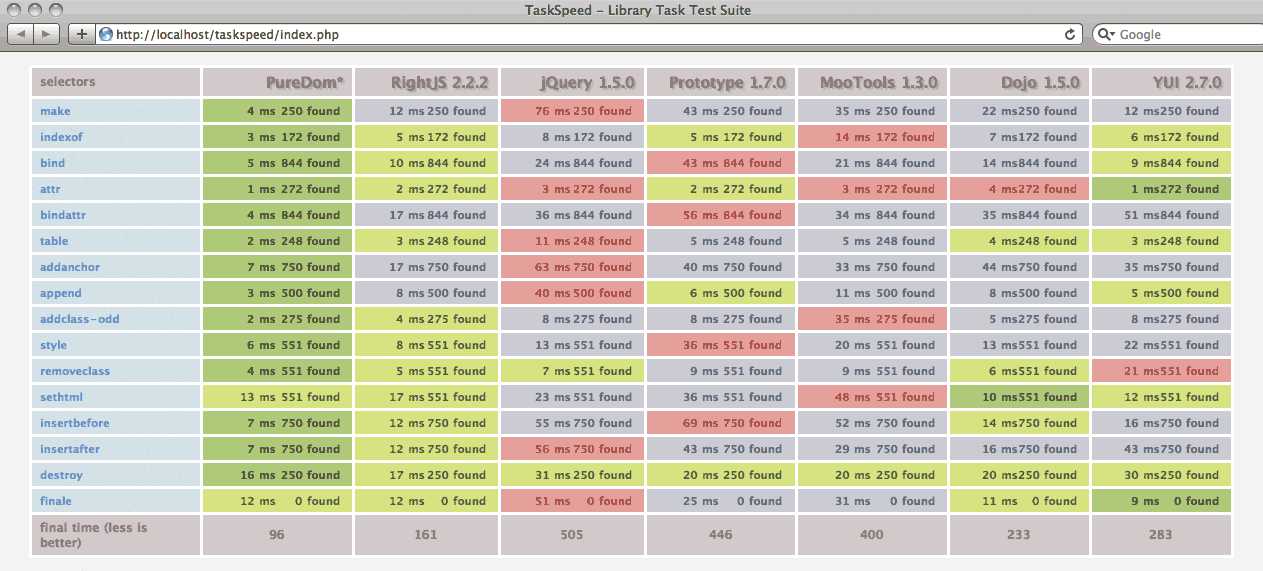 TaskSpeed – Library Task Test Suite
http://localhost/taskspeed/index.php Google
selectors PureDom* RightJS 2.2.2 jQuery 1.5.0 Prototype 1.7.0 MooTools 1.3.0 Dojo 1.5.0 YUI 2.7.0
make 4 ms 250 found 12 ms 250 found 76 ms 250 found 43 ms 250 found 35 ms 250 found 22 ms250 found 12 ms250 found
indexof 3 ms 172 found 5 ms 172 found 8 ms 172 found 5 ms 172 found 14 ms 172 found 7 ms172 found 6 ms172 found
bind 5 ms 844 found 10 ms 844 found 24 ms 844 found 43 ms 844 found 21 ms 844 found 14 ms844 found 9 ms844 found
attr 1 ms 272 found 2 ms 272 found 3 ms 272 found 2 ms 272 found 3 ms 272 found 4 ms272 found 1 ms272 found
bindattr 4 ms 844 found 17 ms 844 found 36 ms 844 found 56 ms 844 found 34 ms 844 found 35 ms844 found 51 ms844 found
table 2 ms 248 found 3 ms 248 found 11 ms 248 found 5 ms 248 found 5 ms 248 found 4 ms248 found 3 ms248 found
addanchor 7 ms 750 found 17 ms 750 found 63 ms 750 found 40 ms 750 found 33 ms 750 found 44 ms750 found 35 ms750 found
append 3 ms 500 found 8 ms 500 found 40 ms 500 found 6 ms 500 found 11 ms 500 found 8 ms500 found 5 ms500 found
addclass-odd 2 ms 275 found 4 ms 275 found 8 ms 275 found 8 ms 275 found 35 ms 275 found 5 ms275 found 8 ms275 found
style 6 ms 551 found 8 ms 551 found 13 ms 551 found 36 ms 551 found 20 ms 551 found 13 ms551 found 22 ms551 found
removeclass 4 ms 551 found 5 ms 551 found 7 ms 551 found 9 ms 551 found 9 ms 551 found 6 ms551 found 21 ms551 found
sethtml 13 ms 551 found 17 ms 551 found 23 ms 551 found 36 ms 551 found 48 ms 551 found 10 ms551 found 12 ms551 found
insertbefore 7 ms 750 found 12 ms 750 found 55 ms 750 found 69 ms 750 found 52 ms 750 found 14 ms750 found 16 ms750 found
insertafter 7 ms 750 found 12 ms 750 found 56 ms 750 found 43 ms 750 found 29 ms 750 found 16 ms750 found 43 ms750 found
destroy 16 ms 250 found 17 ms 250 found 31 ms 250 found 20 ms 250 found 20 ms 250 found 20 ms250 found 30 ms250 found
finale 12 ms 0 found 12 ms 0 found 51 ms 0 found 25 ms 0 found 31 ms 0 found 11 ms 0 found 9 ms 0 found
final time (less is
better) 96 161 505 446 400 233 283